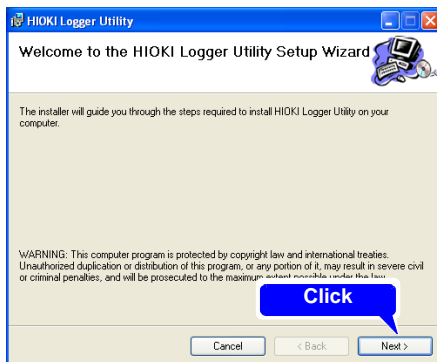 HIOKI Logger Utility
Welcome to the HIOKI Logger Utility Setup Wizard
The installer will guide you through the steps required to install HIOKI Logger Utility on your
computer.
WARNING: This computer program is protected by copyright law and international treaties.
Unauthorized duplication or distribution of this program, or any portion of it, may result in severe civil
or criminal penalties, and will be prosecuted to the maximum extent possible under the law.
Click
Cancel
< Back
Next >